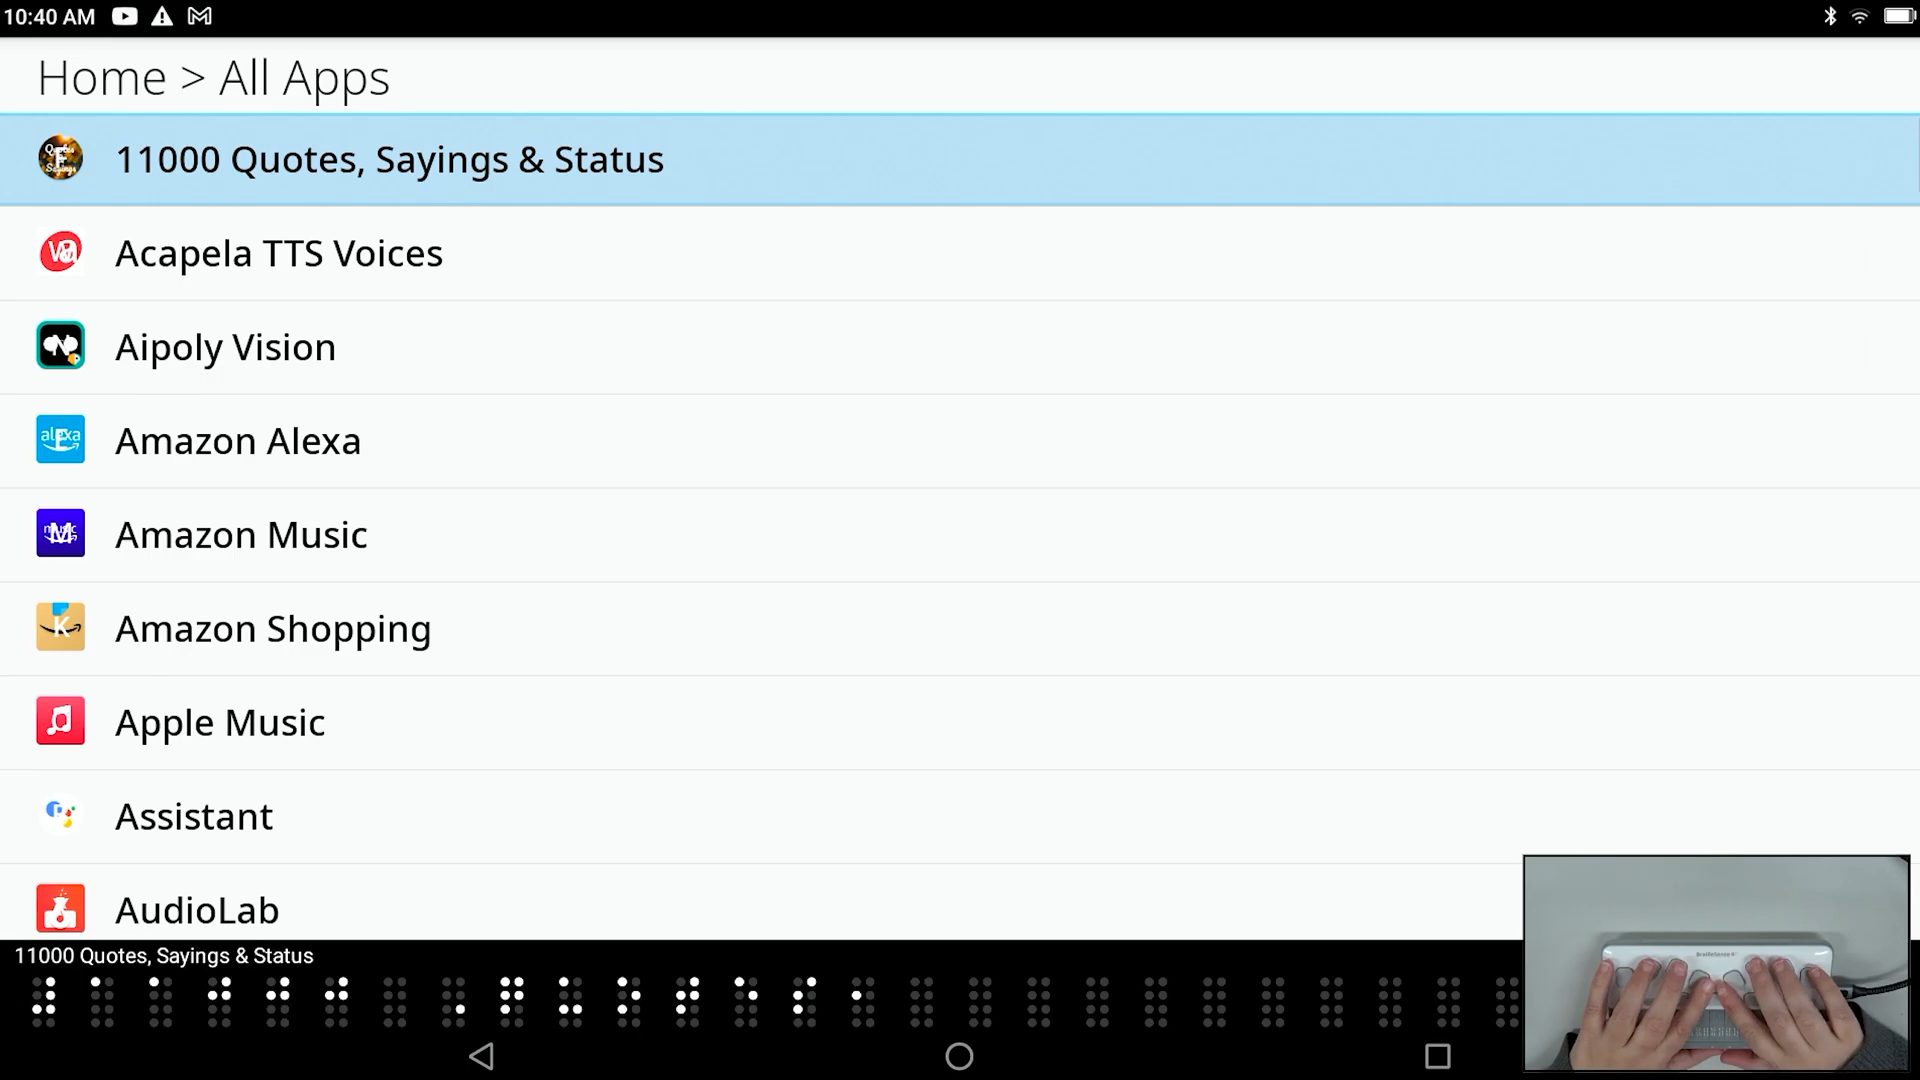 10:40 AM
Home > All Apps
11000 Quotes, Sayings & Status
Acapela TTS Voices
Aipoly Vision
alexa
Amazon Alexa
Amazon Music
K
Amazon Shopping
Apple Music
Assistant
AudioLab
11000 Quotes, Sayings & Status
⠼⠁⠁⠚⠚⠚⠀⠠⠟⠥⠕⠞⠑⠎⠂